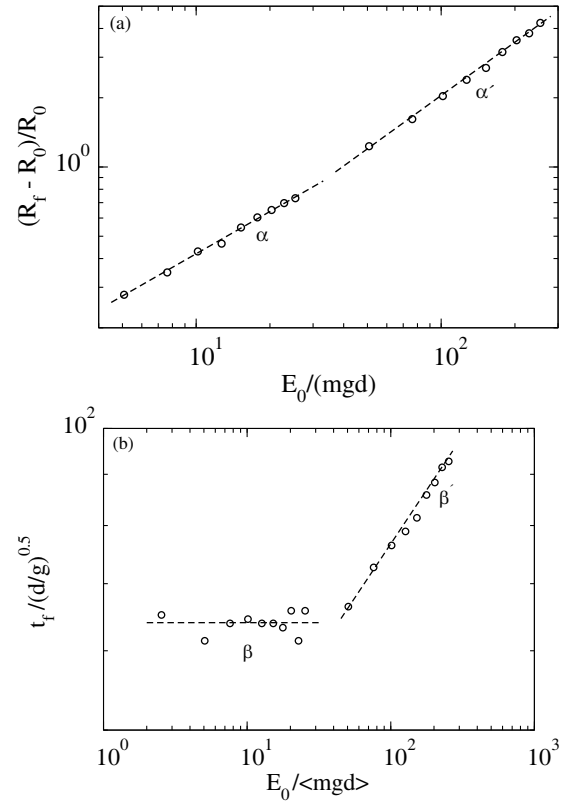 (a)
(R_f - R_0)/R_0
10^0
α
α′
10^1
10^2
E_0/(mgd)
(b)
10^2
t_f/(d/g)^0.5
β
β′
10^0
10^1
10^2
10^3
E_0/<mgd>